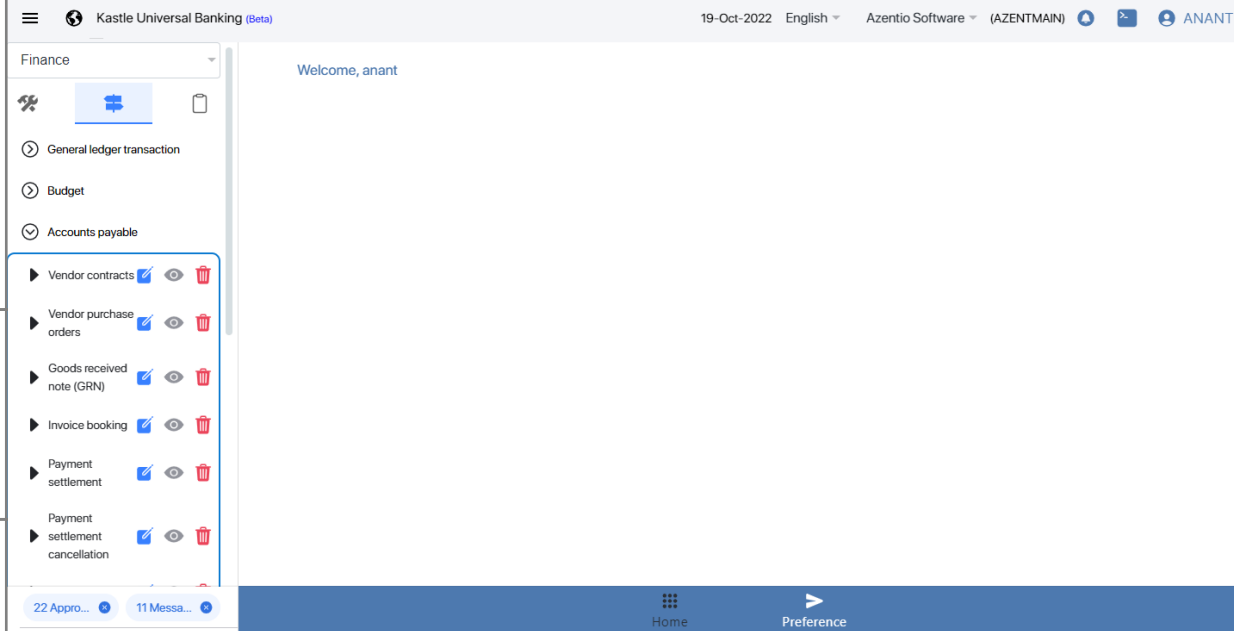 Kastle Universal Banking (Beta)
19-Oct-2022 English Azentio Software (AZENTMAIN) ANANT
Finance
Welcome, anant
General ledger transaction
Budget
Accounts payable
Vendor contracts
Vendor purchase
orders
Goods received
note (GRN)
Invoice booking
Payment
settlement
Payment
settlement
cancellation
22 Appro... 11 Messa...
Home
Preference